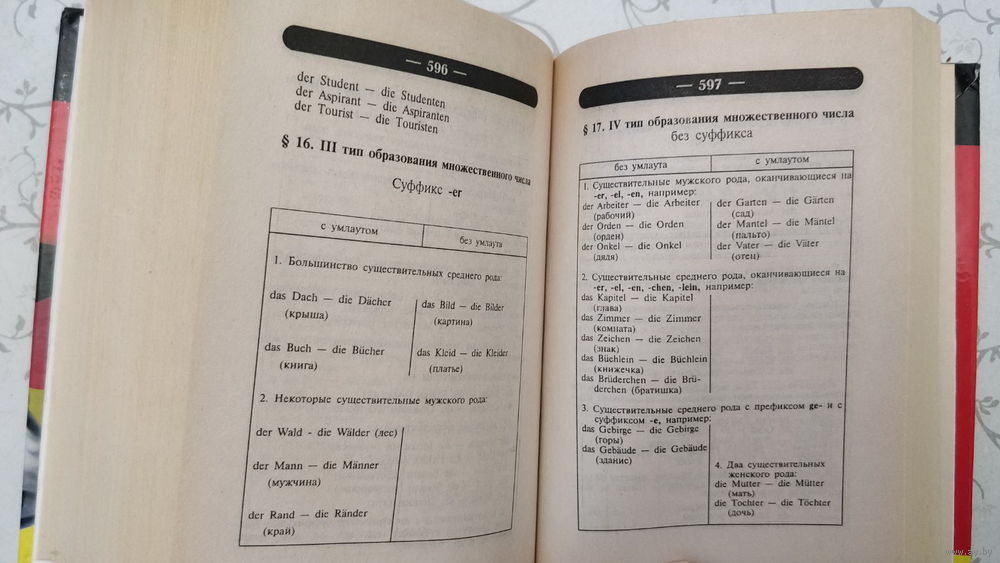 — 596 —
der Student — die Studenten
der Aspirant — die Aspiranten
der Tourist — die Touristen
§ 16. III тип образования множественного числа
Суффикс -er
с умлаутом
без умлаута
1. Большинство существительных среднего рода:
das Dach — die Dächer
(крыша)
das Bild — die Bilder
(картина)
das Buch — die Bücher
(книга)
das Kleid — die Kleider
(платье)
2. Некоторые существительные мужского рода:
der Wald - die Wälder (лес)
der Mann — die Männer
(мужчина)
der Rand — die Ränder
(край)
— 597 —
§ 17. IV тип образования множественного числа
без суффикса
без умлаута
с умлаутом
1. Существительные мужского рода, оканчивающиеся на
-er, -el, -en, например:
der Arbeiter — die Arbeiter
(рабочий)
der Orden — die Orden
(орден)
der Onkel — die Onkel
(дядя)
der Garten — die Gärten
(сад)
der Mantel — die Mäntel
(пальто)
der Vater — die Väter
(отец)
2. Существительные среднего рода, оканчивающиеся на
-er, -el, -en, -chen, -lein, например:
das Kapitel — die Kapitel
(глава)
das Zimmer — die Zimmer
(комната)
das Zeichen — die Zeichen
(знак)
das Büchlein — die Büchlein
(книжечка)
das Brüderchen — die Brü-
derchen (братишка)
3. Существительные среднего рода с префиксом ge- и с
суффиксом -e, например:
das Gebirge — die Gebirge
(горы)
das Gebäude — die Gebäude
(здание)
4. Два существительных
женского рода:
die Mutter — die Mütter
(мать)
die Tochter — die Töchter
(дочь)
www.ay.by